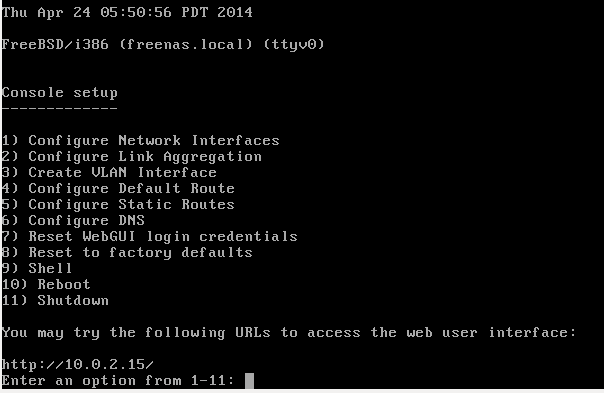 Thu Apr 24 05:50:56 PDT 2014
FreeBSD/i386 (freenas.local) (ttyv0)
Console setup
-------------
1) Configure Network Interfaces
2) Configure Link Aggregation
3) Create VLAN Interface
4) Configure Default Route
5) Configure Static Routes
6) Configure DNS
7) Reset WebGUI login credentials
8) Reset to factory defaults
9) Shell
10) Reboot
11) Shutdown
You may try the following URLs to access the web user interface:
http://10.0.2.15/
Enter an option from 1-11: